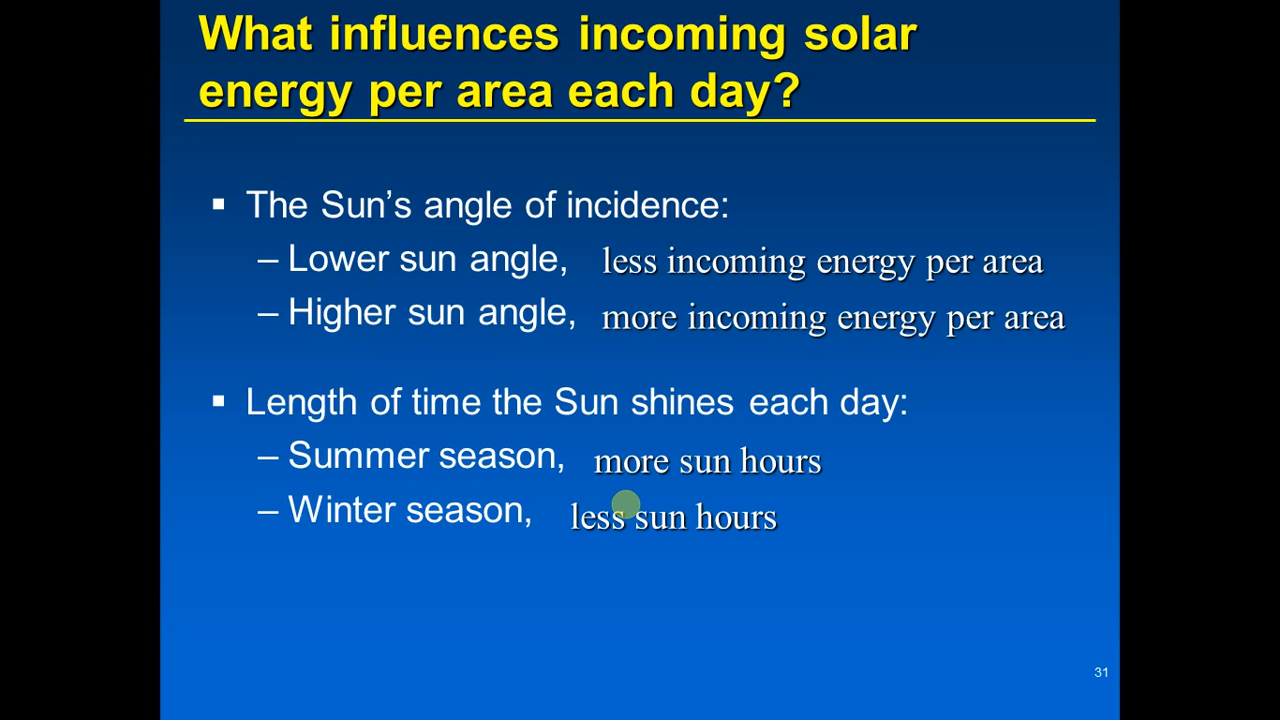 What influences incoming solar
energy per area each day?
▪ The Sun’s angle of incidence:
– Lower sun angle, less incoming energy per area
– Higher sun angle, more incoming energy per area
▪ Length of time the Sun shines each day:
– Summer season, more sun hours
– Winter season, less sun hours
31